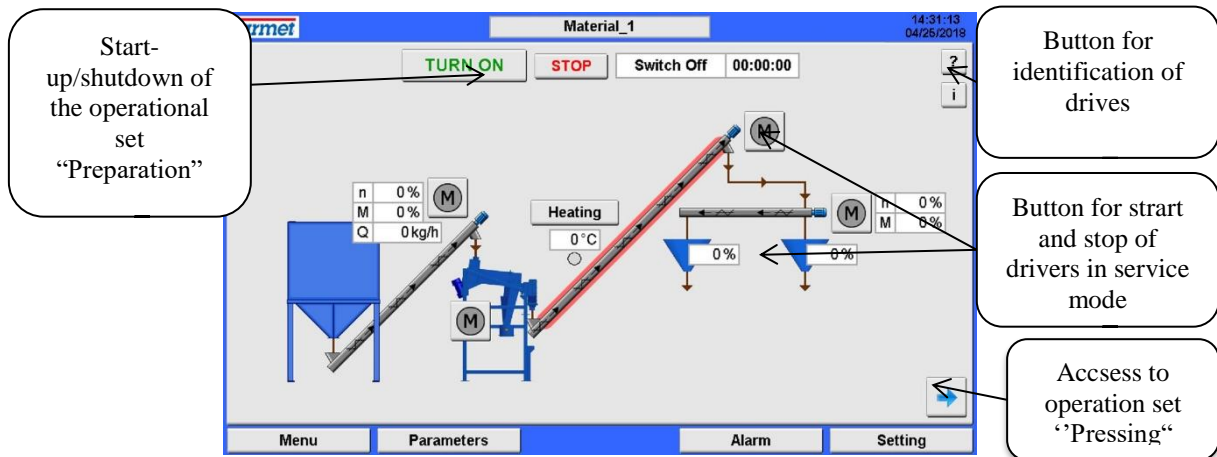 Start-
up/shutdown of
the operational
set
“Preparation”
Material_1
14:31:13
04/25/2018
TURN ON
STOP
Switch Off
00:00:00
?
i
Button for
identification of
drives
M
n 0 %
M 0 %
Q 0 kg/h
M
Heating
0 °C
M
n 0 %
M 0 %
0 %
0 %
M
Button for strart
and stop of
drivers in service
mode
Accsess to
operation set
‘’Pressing“
Menu
Parameters
Alarm
Setting